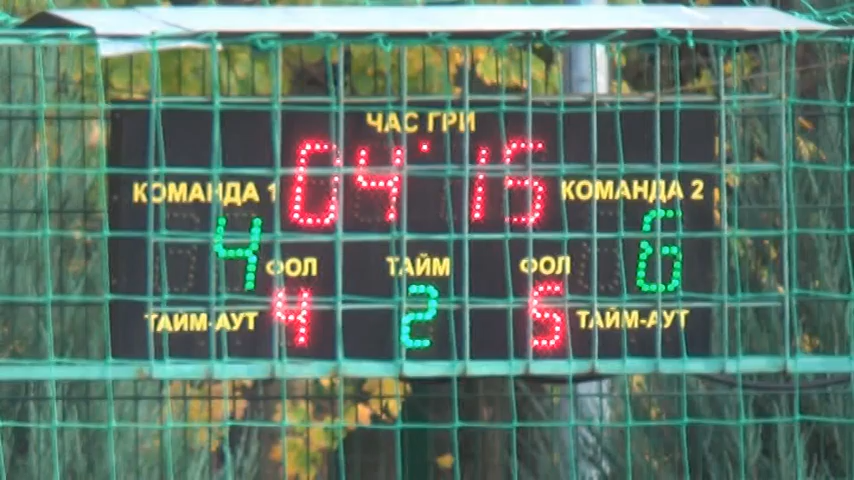 ЧАС ГРИ
04:15
КОМАНДА 1
КОМАНДА 2
4
6
ФОЛ
ТАЙМ
ФОЛ
4
2
5
ТАЙМ-АУТ
ТАЙМ-АУТ